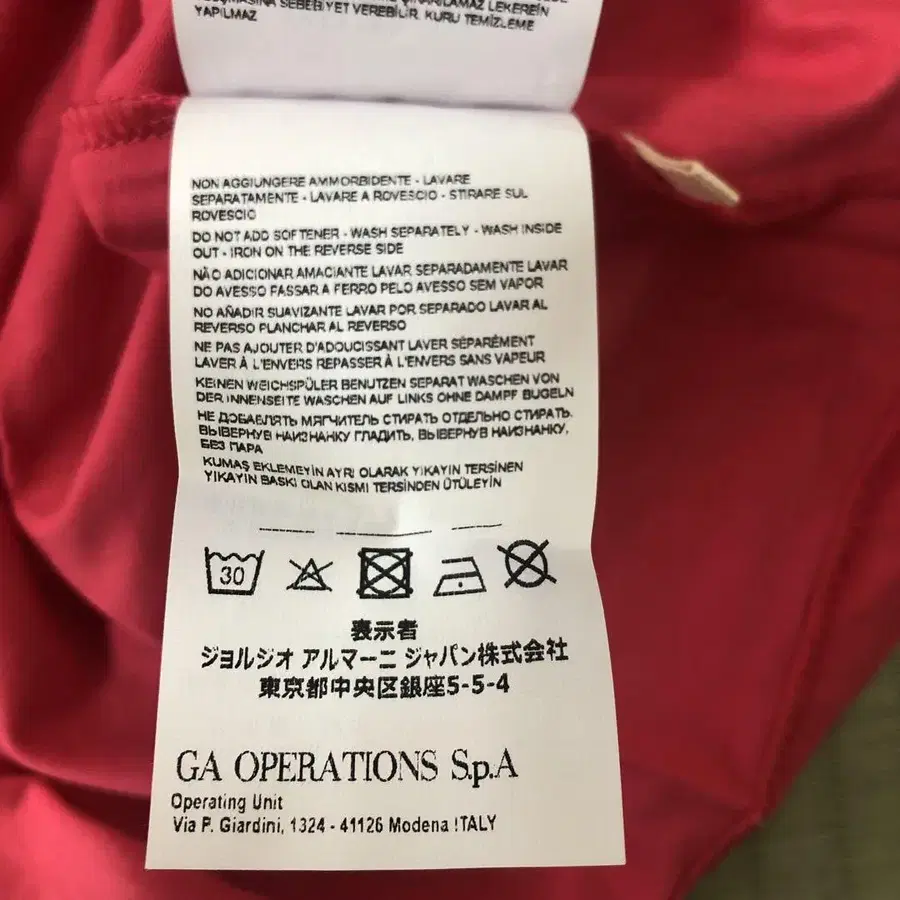 SEBEBİYET VEREBİLİR. KURU TEMİZLEME
YAPILMAZ
NON AGGIUNGERE AMMORBIDENTE - LAVARE
SEPARATAMENTE - LAVARE A ROVESCIO - STIRARE SUL
ROVESCIO
DO NOT ADD SOFTENER - WASH SEPARATELY - WASH INSIDE
OUT - IRON ON THE REVERSE SIDE
NÃO ADICIONAR AMACIANTE LAVAR SEPARADAMENTE LAVAR
DO AVESSO PASSAR A FERRO PELO AVESSO SEM VAPOR
NO AÑADIR SUAVIZANTE LAVAR POR SEPARADO LAVAR AL
REVERSO PLANCHAR AL REVERSO
NE PAS AJOUTER D'ADOUCISSANT LAVER SÉPARÉMENT
LAVER À L'ENVERS REPASSER À L'ENVERS SANS VAPEUR
KEINEN WEICHSPÜLER BENUTZEN SEPARAT WASCHEN VON
DER INNENSEITE WASCHEN AUF LINKS OHNE DAMPF BUGELN
НЕ ДОБАВЛЯТЬ МЯГЧИТЕЛЬ СТИРАТЬ ОТДЕЛЬНО СТИРАТЬ,
ВЫВЕРНУВ НАИЗНАНКУ ГЛАДИТЬ, ВЫВЕРНУВ НАИЗНАНКУ,
БЕЗ ПАРА
KUMAŞ EKLEMEYİN AYRI OLARAK YIKAYIN TERSİNEN
YIKAYIN BASKI OLAN KISMI TERSİNDEN ÜTÜLEYİN
30
表示者
ジョルジオ アルマーニ ジャパン株式会社
東京都中央区銀座5-5-4
GA OPERATIONS S.p.A
Operating Unit
Via P. Giardini, 1324 - 41126 Modena ITALY